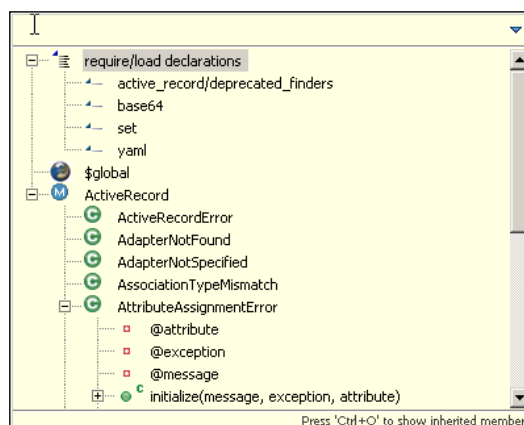 require/load declarations
active_record/deprecated_finders
base64
set
yaml
$global
M ActiveRecord
C ActiveRecordError
C AdapterNotFound
C AdapterNotSpecified
C AssociationTypeMismatch
C AttributeAssignmentError
@attribute
@exception
@message
C initialize(message, exception, attribute)
Press 'Ctrl+O' to show inherited member